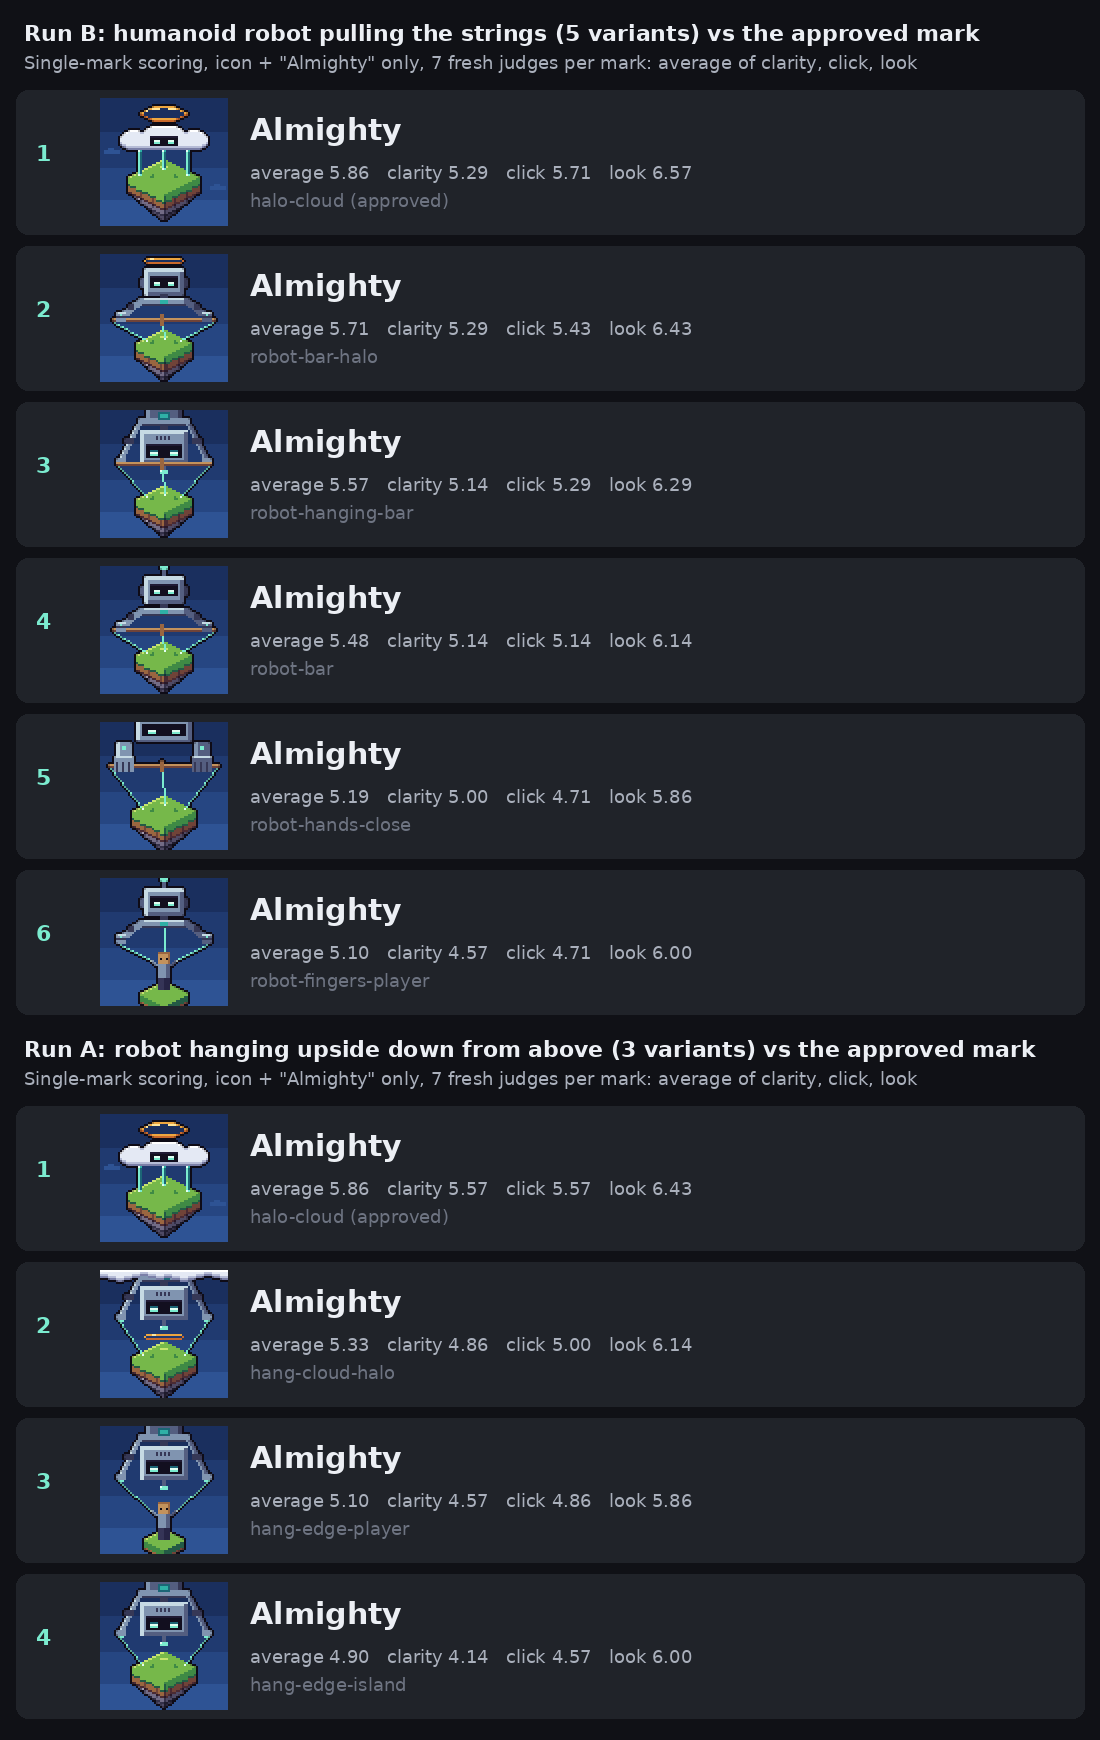 Run B: humanoid robot pulling the strings (5 variants) vs the approved mark
Single-mark scoring, icon + "Almighty" only, 7 fresh judges per mark: average of clarity, click, look
1
Almighty
average 5.86 clarity 5.29 click 5.71 look 6.57
halo-cloud (approved)
2
Almighty
average 5.71 clarity 5.29 click 5.43 look 6.43
robot-bar-halo
3
Almighty
average 5.57 clarity 5.14 click 5.29 look 6.29
robot-hanging-bar
4
Almighty
average 5.48 clarity 5.14 click 5.14 look 6.14
robot-bar
5
Almighty
average 5.19 clarity 5.00 click 4.71 look 5.86
robot-hands-close
6
Almighty
average 5.10 clarity 4.57 click 4.71 look 6.00
robot-fingers-player
Run A: robot hanging upside down from above (3 variants) vs the approved mark
Single-mark scoring, icon + "Almighty" only, 7 fresh judges per mark: average of clarity, click, look
1
Almighty
average 5.86 clarity 5.57 click 5.57 look 6.43
halo-cloud (approved)
2
Almighty
average 5.33 clarity 4.86 click 5.00 look 6.14
hang-cloud-halo
3
Almighty
average 5.10 clarity 4.57 click 4.86 look 5.86
hang-edge-player
4
Almighty
average 4.90 clarity 4.14 click 4.57 look 6.00
hang-edge-island